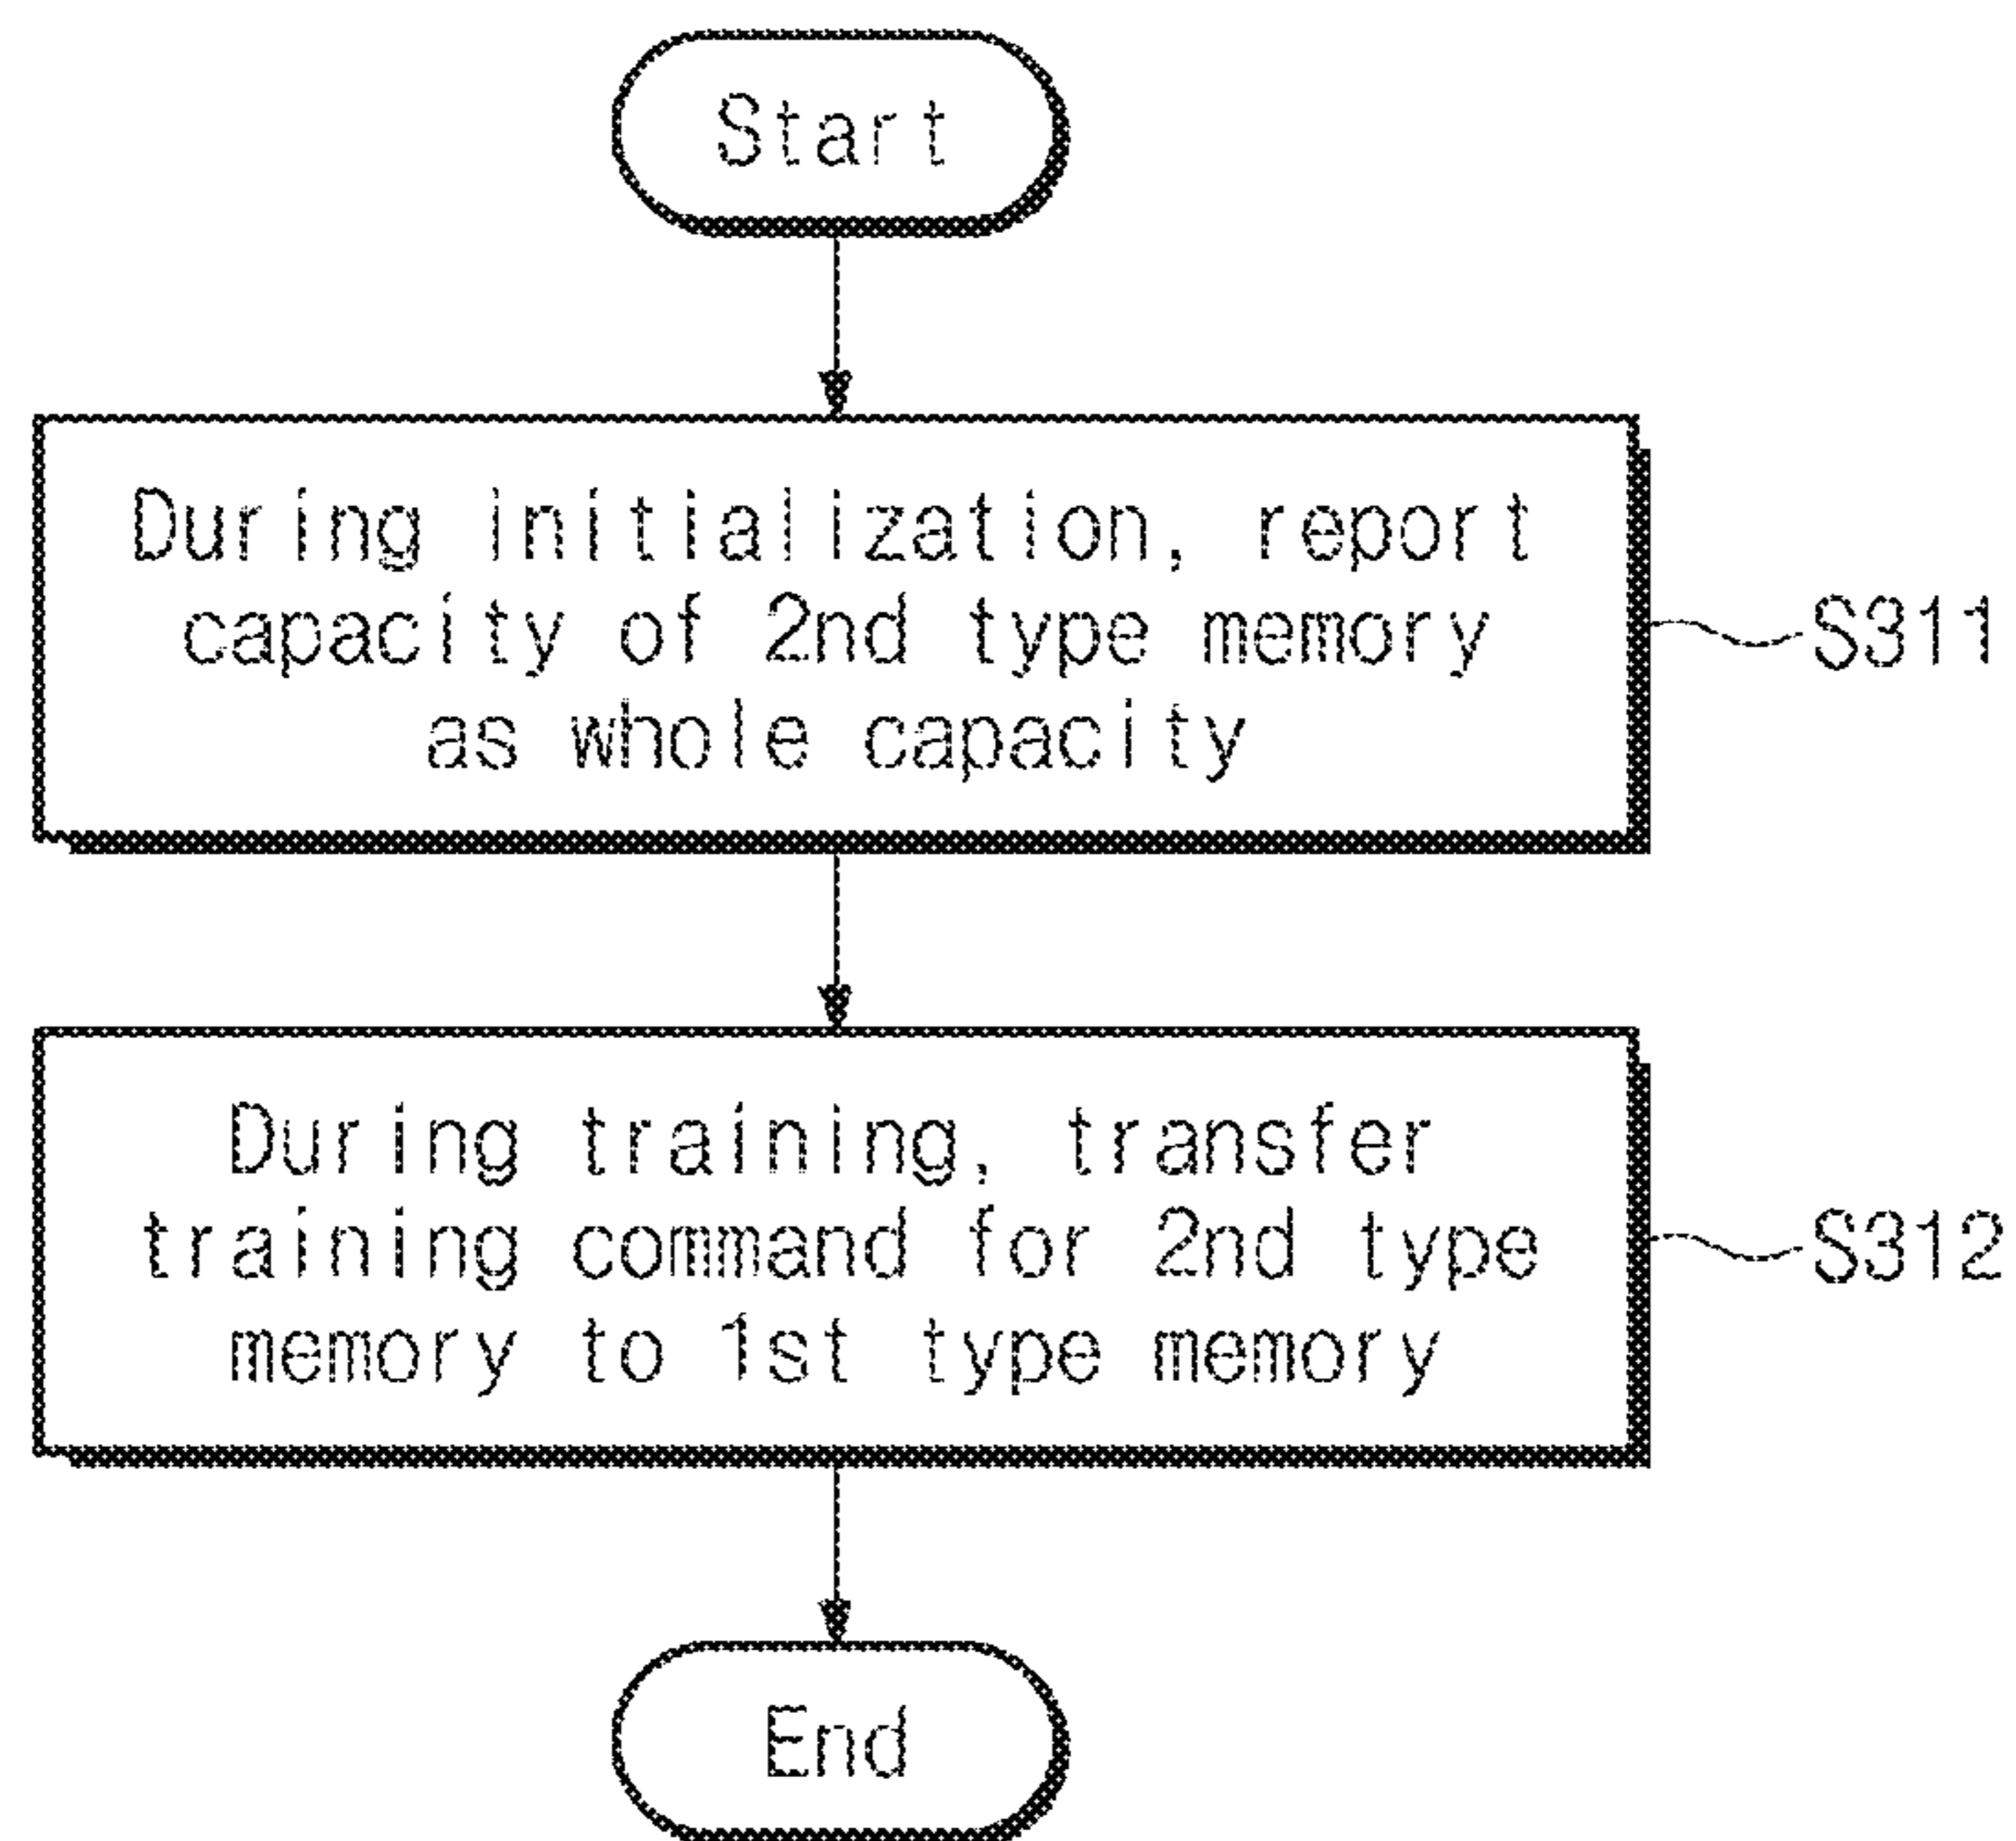 Start
During initialization, report
capacity of 2nd type memory
as whole capacity
S311
During training, transfer
training command for 2nd type
memory to 1st type memory
S312
End